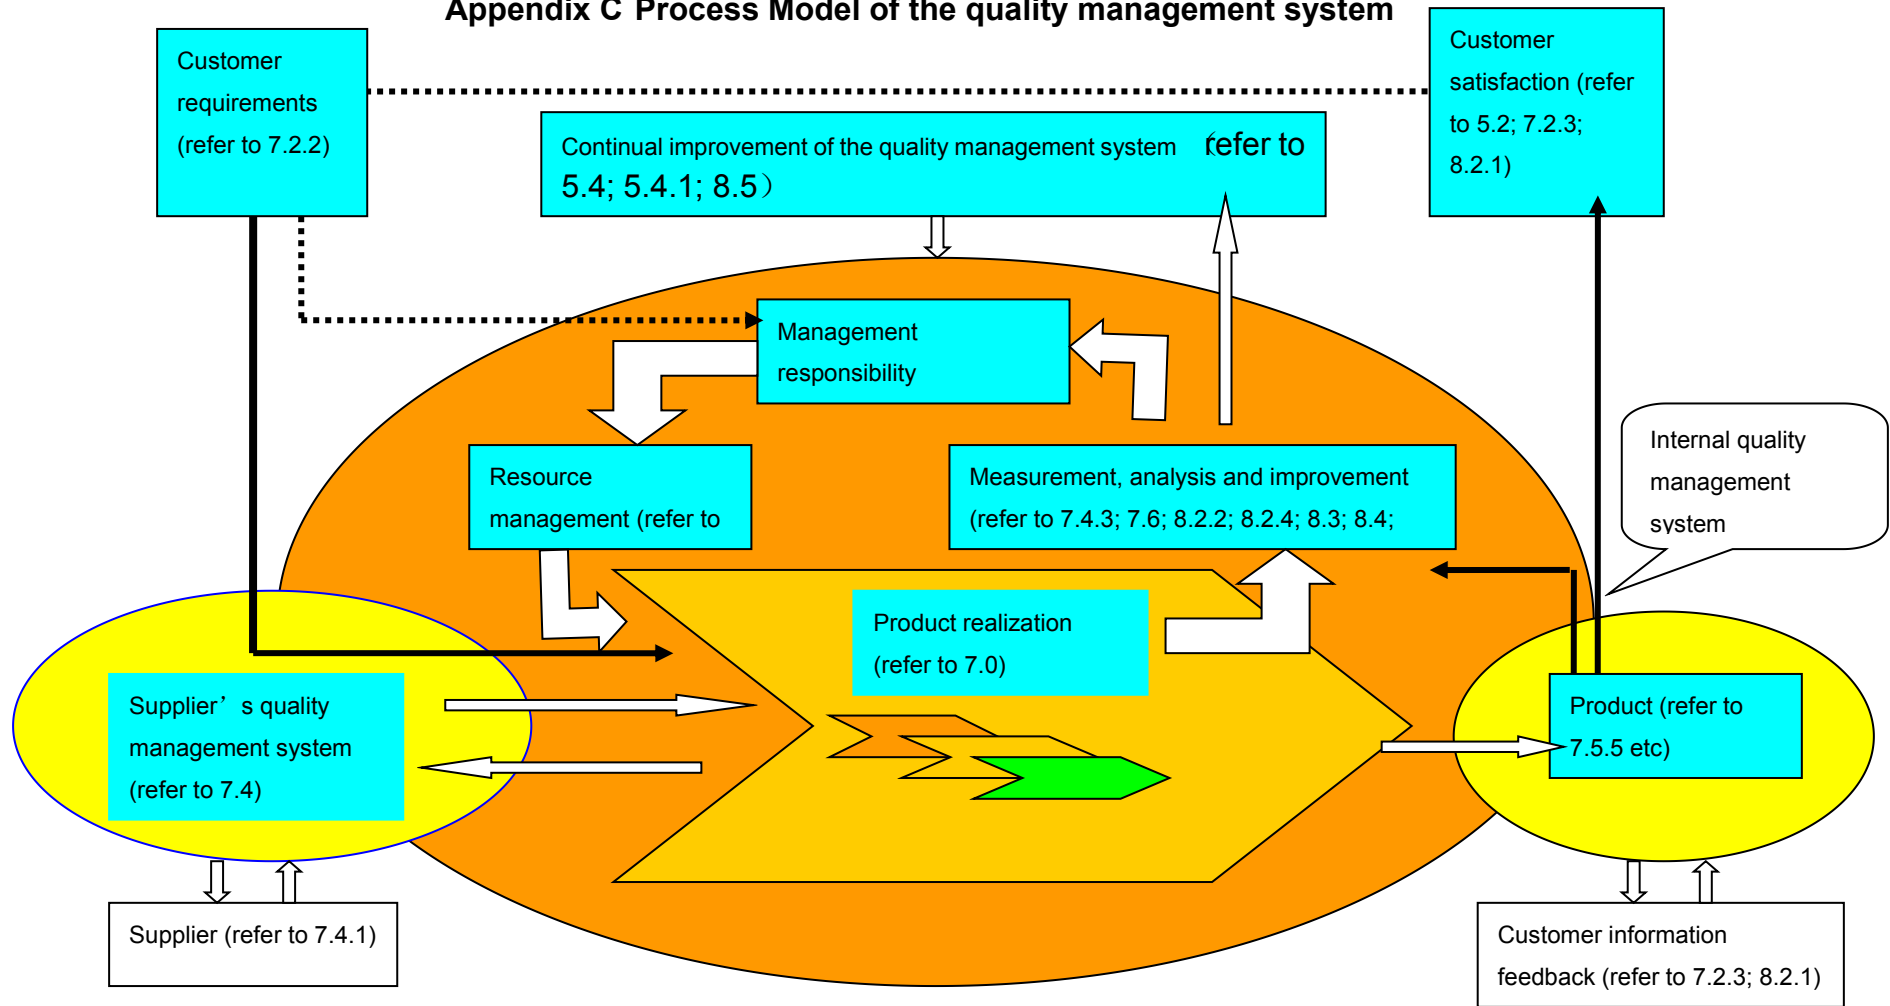 Appendix C Process Model of the quality management system
Customer
requirements
(refer to 7.2.2)
Continual improvement of the quality management system （refer to
5.4; 5.4.1; 8.5）
Customer
satisfaction (refer
to 5.2; 7.2.3;
8.2.1)
Management
responsibility
Resource
management (refer to
Measurement, analysis and improvement
(refer to 7.4.3; 7.6; 8.2.2; 8.2.4; 8.3; 8.4;
Internal quality
management
system
Product realization
(refer to 7.0)
Supplier’s quality
management system
(refer to 7.4)
Product (refer to
7.5.5 etc)
Supplier (refer to 7.4.1)
Customer information
feedback (refer to 7.2.3; 8.2.1)